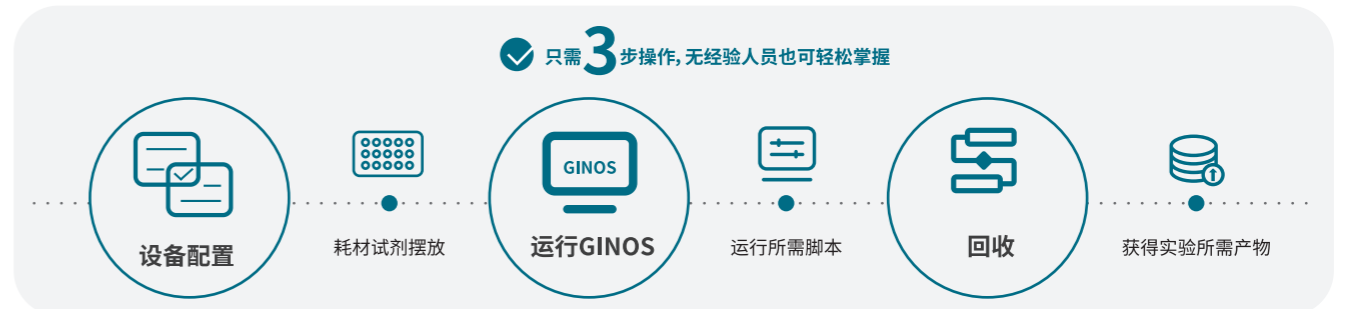 只需3步操作,无经验人员也可轻松掌握
GINOS
设备配置
耗材试剂摆放
运行GINOS
运行所需脚本
回收
获得实验所需产物